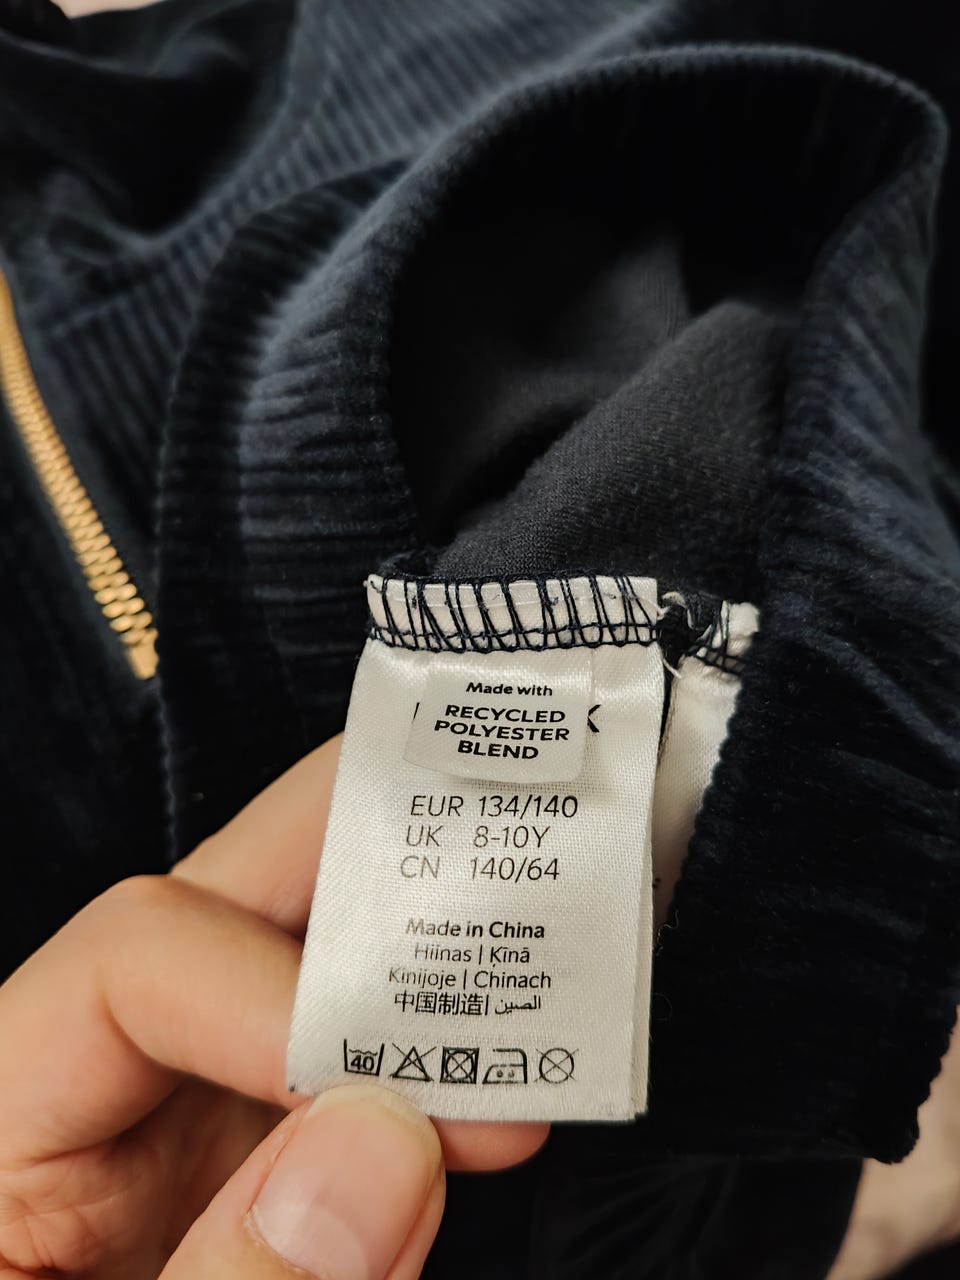 Made with
RECYCLED
POLYESTER
BLEND
K
EUR 134/140
UK 8-10Y
CN 140/64
Made in China
Hiinas | Ķīnā
Kinijoje | Chinach
中国制造| الصين
40